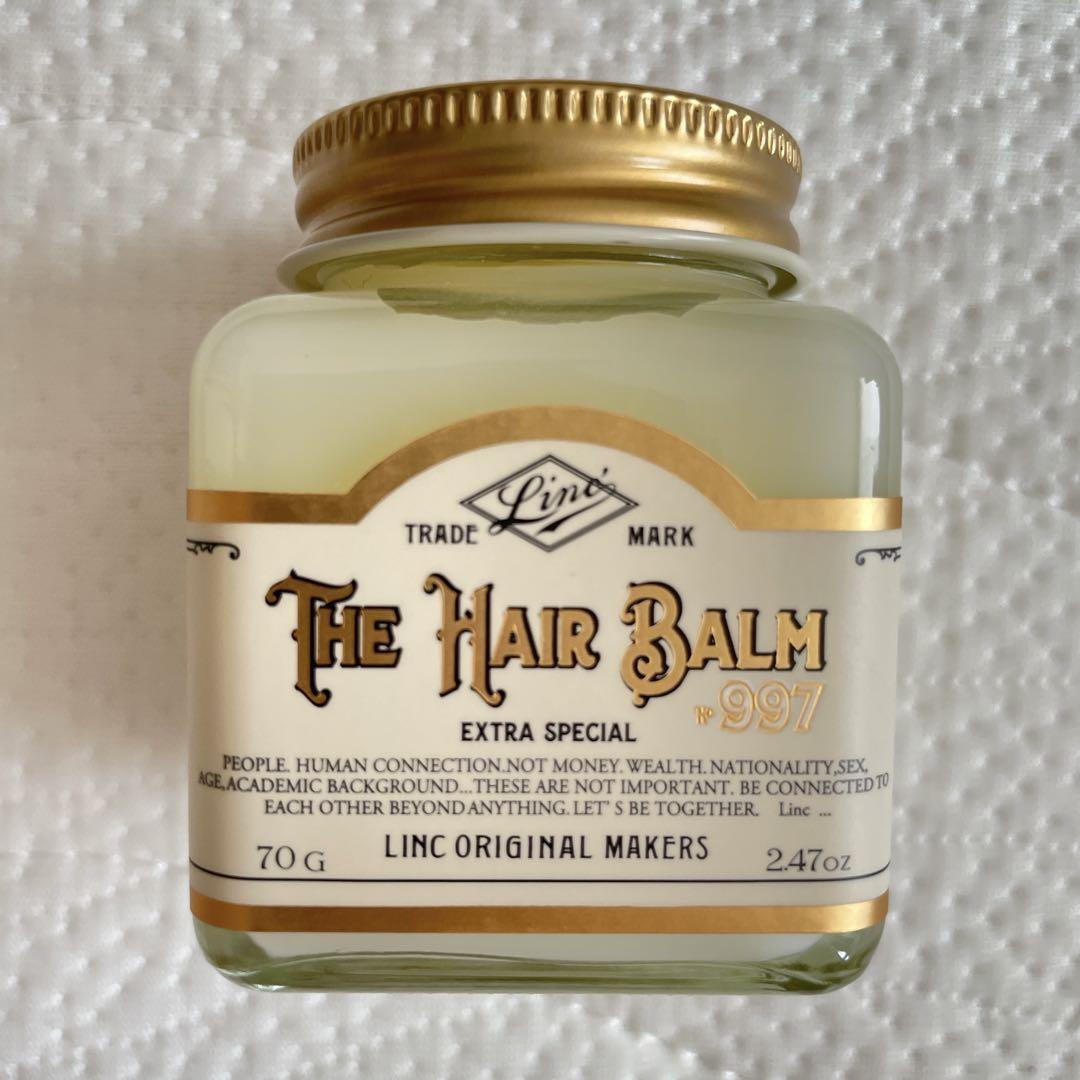 Linc
TRADE MARK
THE HAIR BALM
No 997
EXTRA SPECIAL
PEOPLE. HUMAN CONNECTION.NOT MONEY. WEALTH. NATIONALITY,SEX,
AGE,ACADEMIC BACKGROUND...THESE ARE NOT IMPORTANT. BE CONNECTED TO
EACH OTHER BEYOND ANYTHING. LET' S BE TOGETHER. Linc ...
LINC ORIGINAL MAKERS
70 G 2.47oz